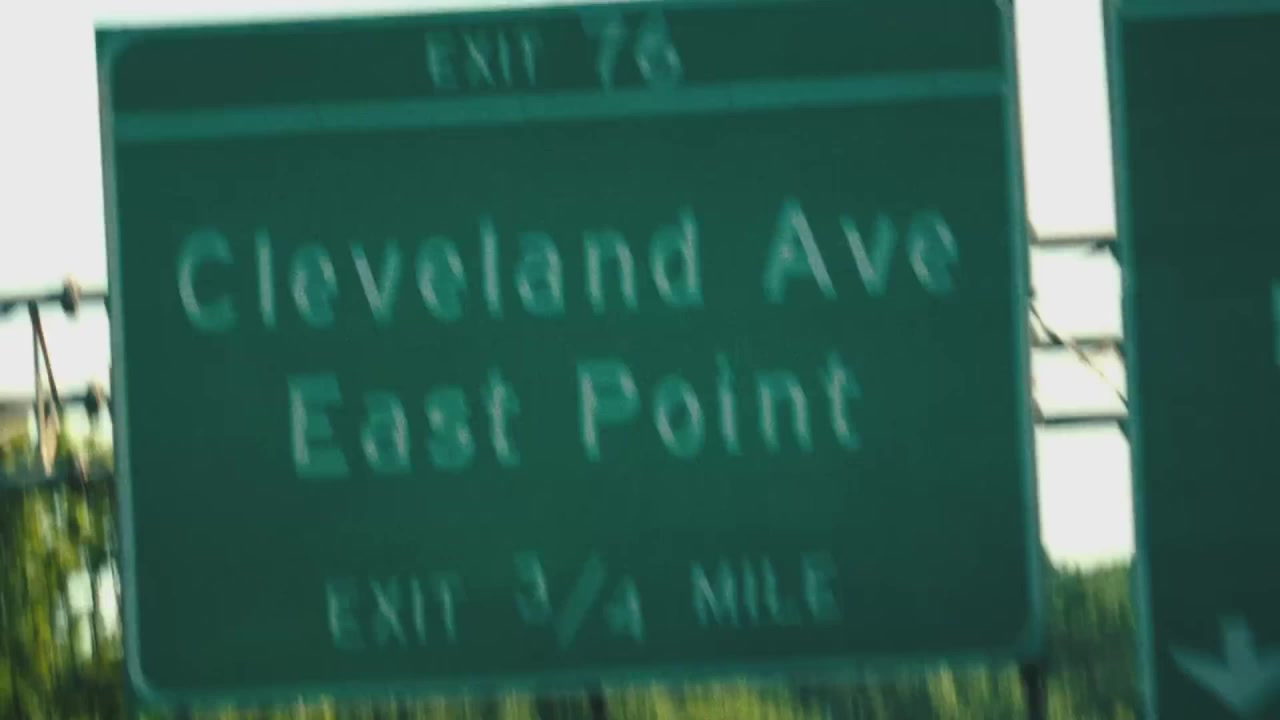 EXIT 76
Cleveland Ave
East Point
EXIT 3/4 MILE